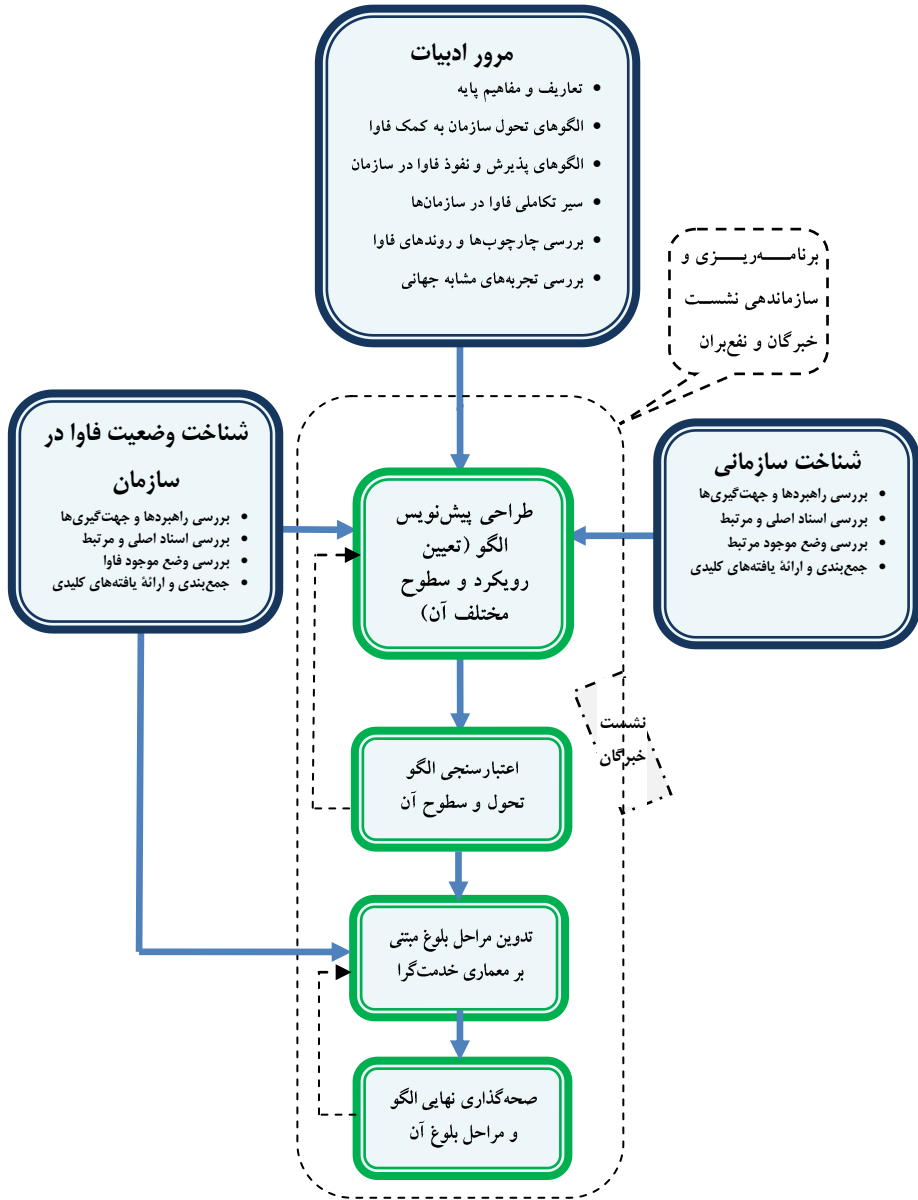 مرور ادبیات
• تعاریف و مفاهیم پایه
• الگوهای تحول سازمان به کمک فاوا
• الگوهای پذیرش و نفوذ فاوا در سازمان
• سیر تکاملی فاوا در سازمان‌ها
• بررسی چارچوب‌ها و روندهای فاوا
• بررسی تجربه‌های مشابه جهانی
برنامـــه‌ریـــزی و
سازماندهی نشســت
خبرگان و نفع‌بران
شناخت سازمانی
• بررسی راهبردها و جهت‌گیری‌ها
• بررسی اسناد اصلی و مرتبط
• بررسی وضع موجود مرتبط
• جمع‌بندی و ارائۀ یافته‌های کلیدی
شناخت وضعیت فاوا در
سازمان
• بررسی راهبردها و جهت‌گیری‌ها
• بررسی اسناد اصلی و مرتبط
• بررسی وضع موجود فاوا
• جمع‌بندی و ارائۀ یافته‌های کلیدی
طراحی پیش‌نویس
الگو (تعیین
رویکرد و سطوح
مختلف آن)
نشست
خبرگان
اعتبارسنجی الگو
تحول و سطوح آن
تدوین مراحل بلوغ مبتنی
بر معماری خدمت‌گرا
صحه‌گذاری نهایی الگو
و مراحل بلوغ آن